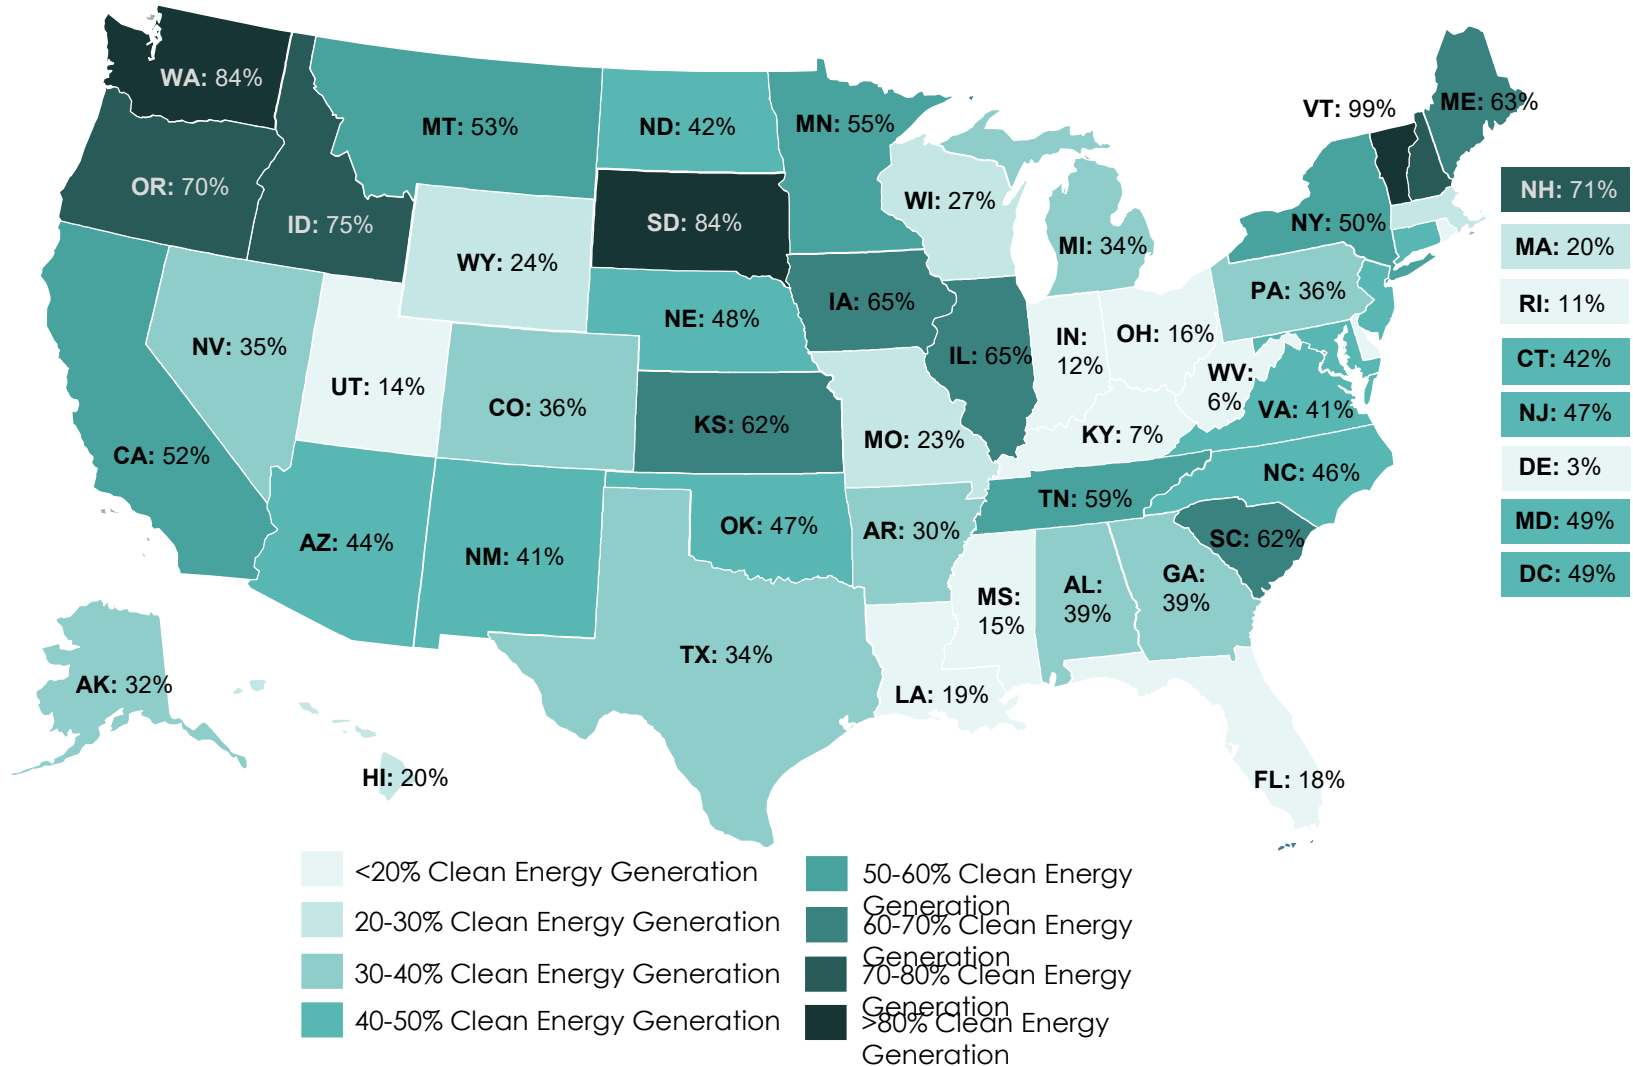 WA: 84%
VT: 99%
ME: 63%
MT: 53%
ND: 42%
MN: 55%
OR: 70%
ID: 75%
SD: 84%
WI: 27%
NY: 50%
NH: 71%
MI: 34%
MA: 20%
WY: 24%
PA: 36%
RI: 11%
NE: 48%
IA: 65%
IL: 65%
IN:
12%
OH: 16%
NV: 35%
UT: 14%
CO: 36%
WV:
6%
CT: 42%
KS: 62%
MO: 23%
KY: 7%
VA: 41%
NJ: 47%
CA: 52%
NC: 46%
DE: 3%
TN: 59%
AZ: 44%
NM: 41%
OK: 47%
AR: 30%
SC: 62%
MD: 49%
DC: 49%
MS:
15%
AL:
39%
GA:
39%
TX: 34%
LA: 19%
AK: 32%
HI: 20%
FL: 18%
<20% Clean Energy Generation
20-30% Clean Energy Generation
30-40% Clean Energy Generation
40-50% Clean Energy Generation
50-60% Clean Energy
Generation
60-70% Clean Energy
Generation
70-80% Clean Energy
Generation
>80% Clean Energy
Generation